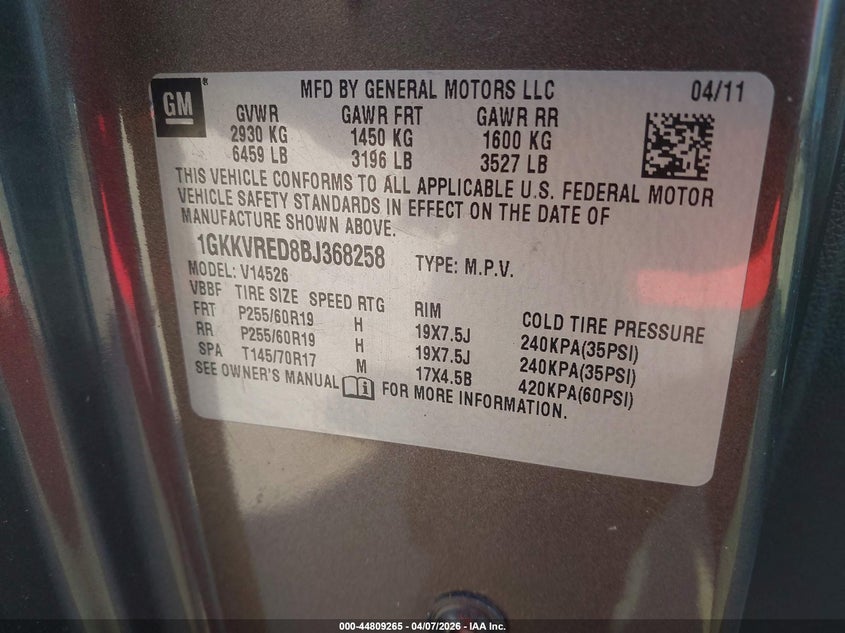 GM ®
MFD BY GENERAL MOTORS LLC 04/11
GVWR GAWR FRT GAWR RR
2930 KG 1450 KG 1600 KG
6459 LB 3196 LB 3527 LB
THIS VEHICLE CONFORMS TO ALL APPLICABLE U.S. FEDERAL MOTOR
VEHICLE SAFETY STANDARDS IN EFFECT ON THE DATE OF
MANUFACTURE SHOWN ABOVE.
1GKKVRED8BJ368258 TYPE: M.P.V.
MODEL: V14526
VBBF TIRE SIZE SPEED RTG RIM COLD TIRE PRESSURE
FRT P255/60R19 H 19X7.5J 240KPA(35PSI)
RR P255/60R19 H 19X7.5J 240KPA(35PSI)
SPA T145/70R17 M 17X4.5B 420KPA(60PSI)
SEE OWNER'S MANUAL i FOR MORE INFORMATION.
000-44809265 - 04/07/2026 - IAA Inc.